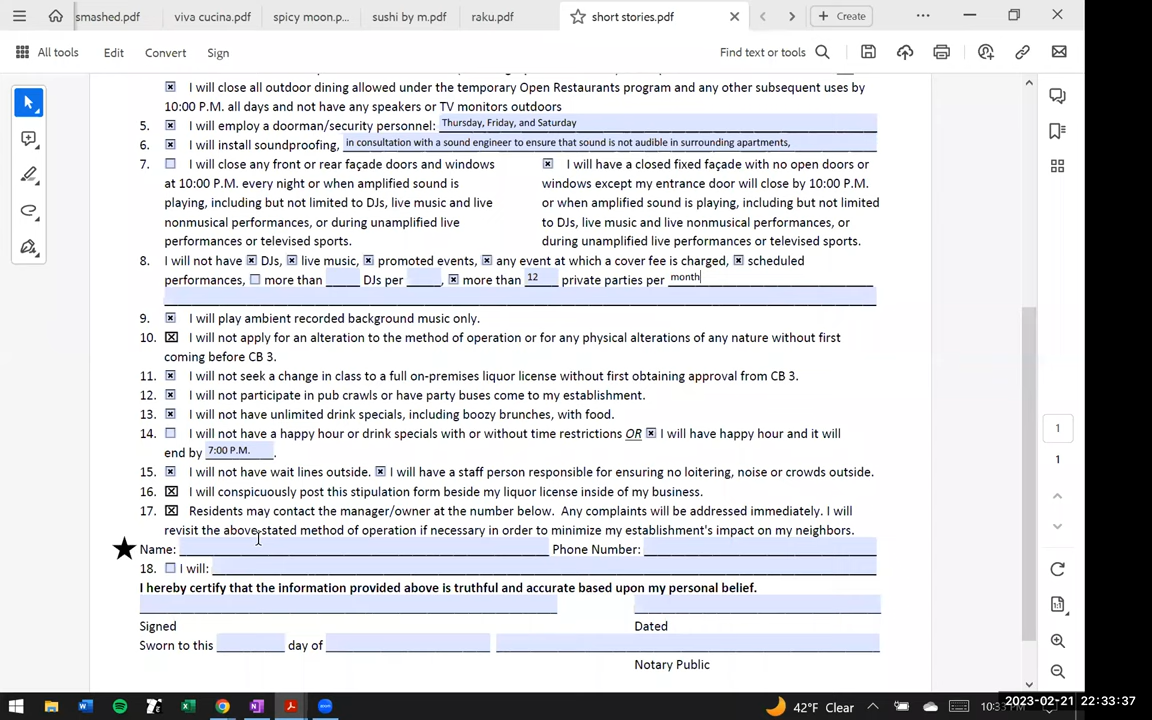 smashed.pdf viva cucina.pdf spicy moon.p... sushi by m.pdf raku.pdf short stories.pdf Create
All tools Edit Convert Sign Find text or tools
I will close all outdoor dining allowed under the temporary Open Restaurants program and any other subsequent uses by
10:00 P.M. all days and not have any speakers or TV monitors outdoors
5. I will employ a doorman/security personnel: Thursday, Friday, and Saturday
6. I will install soundproofing, in consultation with a sound engineer to ensure that sound is not audible in surrounding apartments,
7. I will close any front or rear façade doors and windows
at 10:00 P.M. every night or when amplified sound is
playing, including but not limited to DJs, live music and live
nonmusical performances, or during unamplified live
performances or televised sports.
I will have a closed fixed façade with no open doors or
windows except my entrance door will close by 10:00 P.M.
or when amplified sound is playing, including but not limited
to DJs, live music and live nonmusical performances, or
during unamplified live performances or televised sports.
8. I will not have DJs, live music, promoted events, any event at which a cover fee is charged, scheduled
performances, more than DJs per , more than 12 private parties per month
9. I will play ambient recorded background music only.
10. I will not apply for an alteration to the method of operation or for any physical alterations of any nature without first
coming before CB 3.
11. I will not seek a change in class to a full on-premises liquor license without first obtaining approval from CB 3.
12. I will not participate in pub crawls or have party buses come to my establishment.
13. I will not have unlimited drink specials, including boozy brunches, with food.
14. I will not have a happy hour or drink specials with or without time restrictions OR I will have happy hour and it will
end by 7:00 P.M. .
15. I will not have wait lines outside. I will have a staff person responsible for ensuring no loitering, noise or crowds outside.
16. I will conspicuously post this stipulation form beside my liquor license inside of my business.
17. Residents may contact the manager/owner at the number below. Any complaints will be addressed immediately. I will
revisit the above-stated method of operation if necessary in order to minimize my establishment's impact on my neighbors.
Name: Phone Number:
18. I will:
I hereby certify that the information provided above is truthful and accurate based upon my personal belief.
Signed Dated
Sworn to this day of
Notary Public
1
1
42°F Clear
2023-02-21 22:33:37